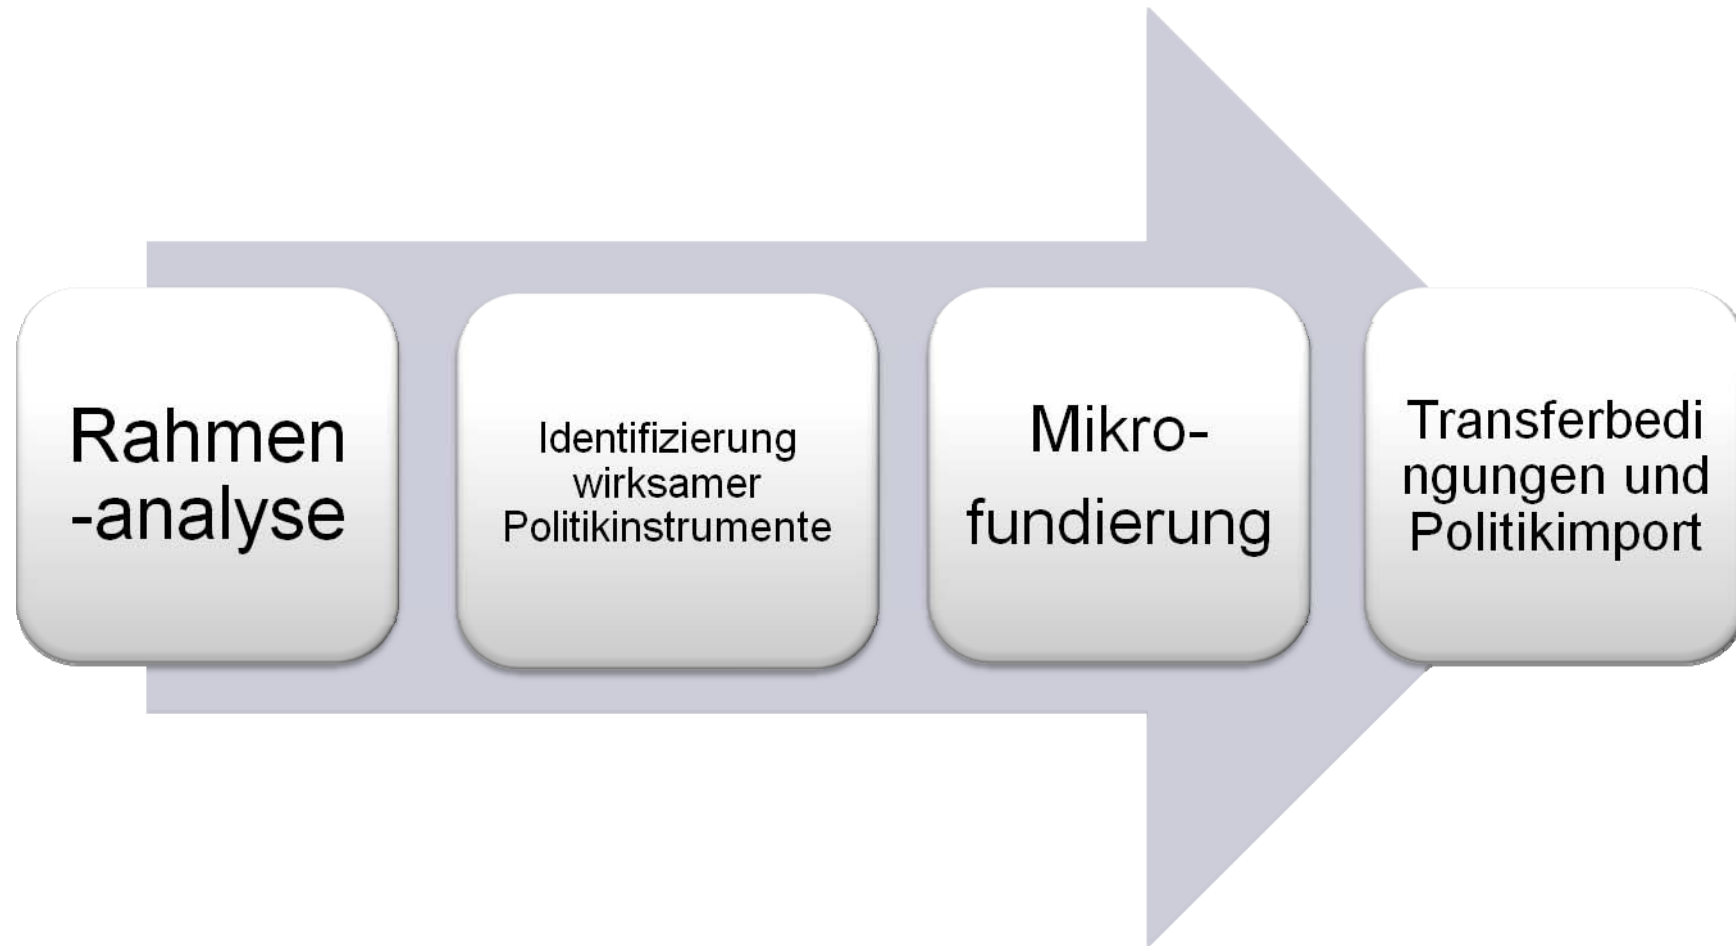 Rahmen
-analyse
Identifizierung
wirksamer
Politikinstrumente
Mikro-
fundierung
Transferbedi
ngungen und
Politikimport